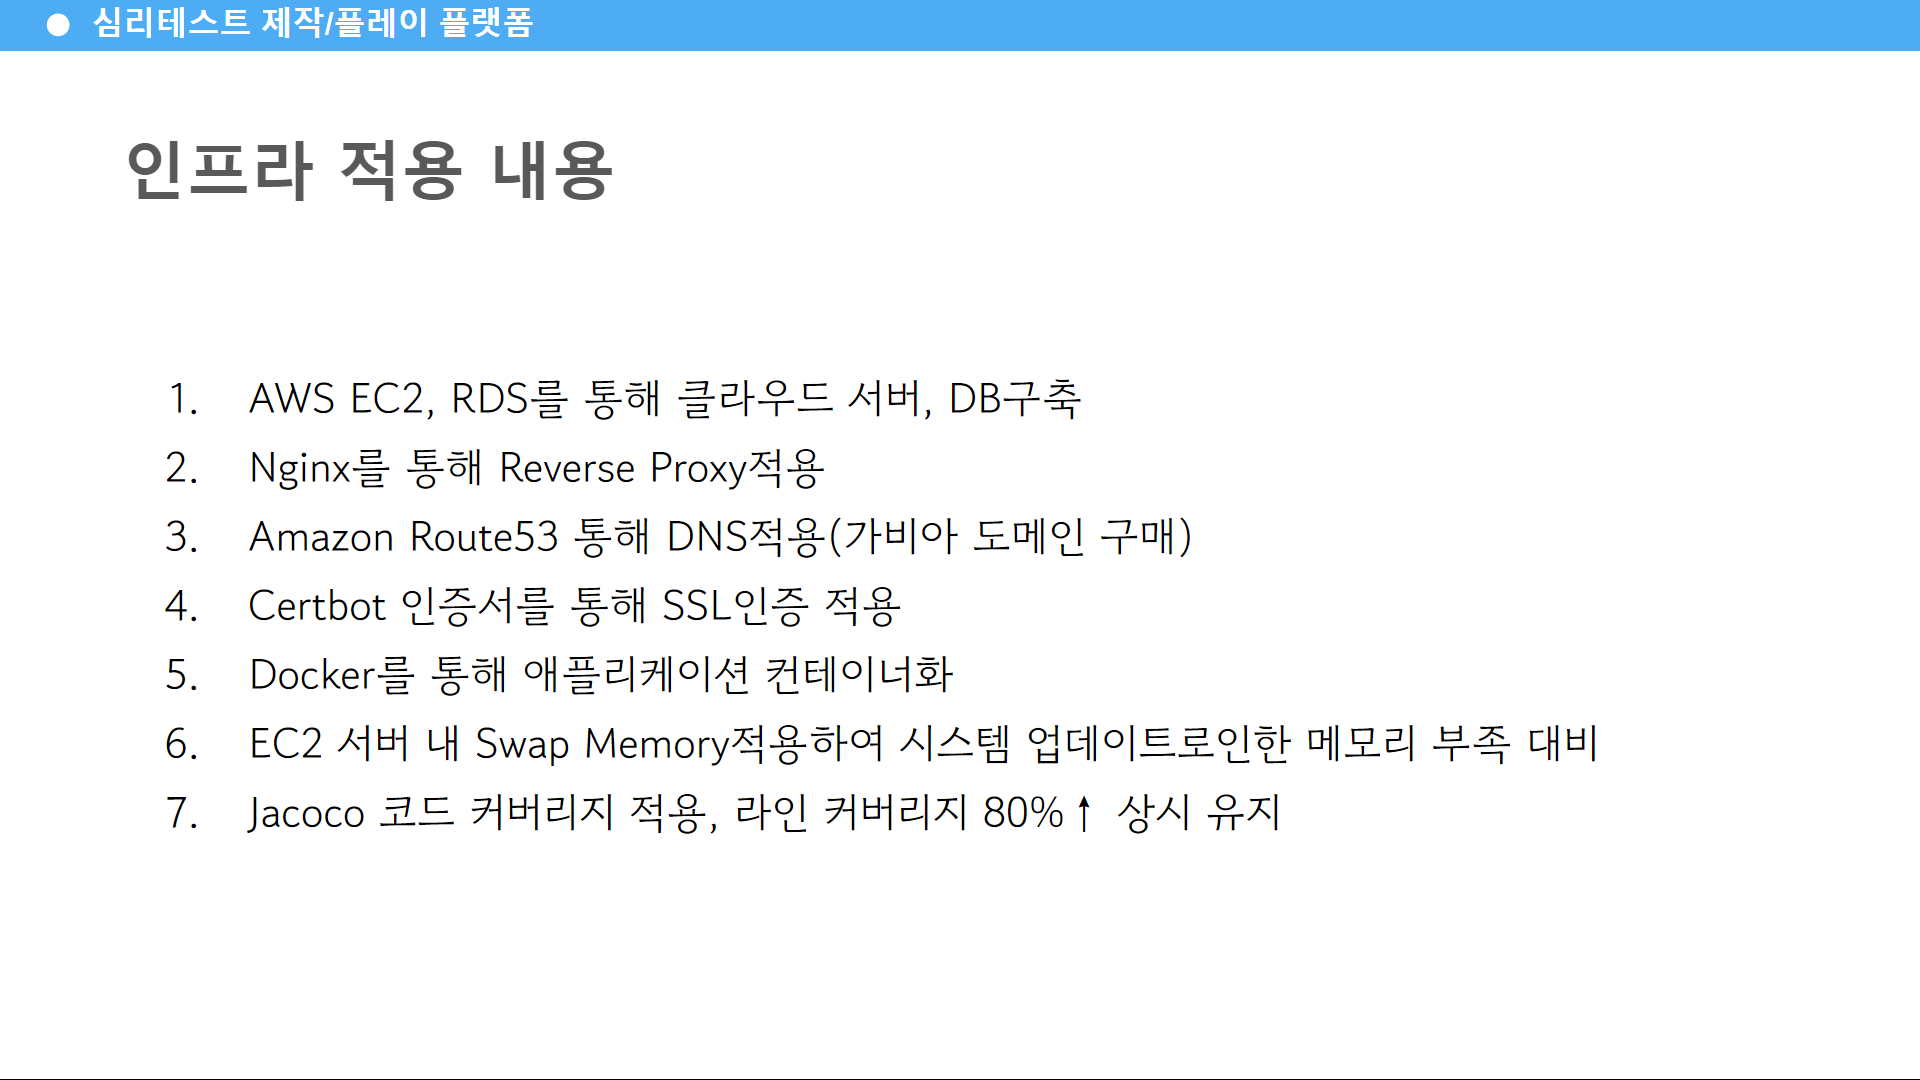 ● 심리테스트 제작/플레이 플랫폼
인프라 적용 내용
1. AWS EC2, RDS를 통해 클라우드 서버, DB구축
2. Nginx를 통해 Reverse Proxy적용
3. Amazon Route53 통해 DNS적용(가비아 도메인 구매)
4. Certbot 인증서를 통해 SSL인증 적용
5. Docker를 통해 애플리케이션 컨테이너화
6. EC2 서버 내 Swap Memory적용하여 시스템 업데이트로인한 메모리 부족 대비
7. Jacoco 코드 커버리지 적용, 라인 커버리지 80%↑ 상시 유지